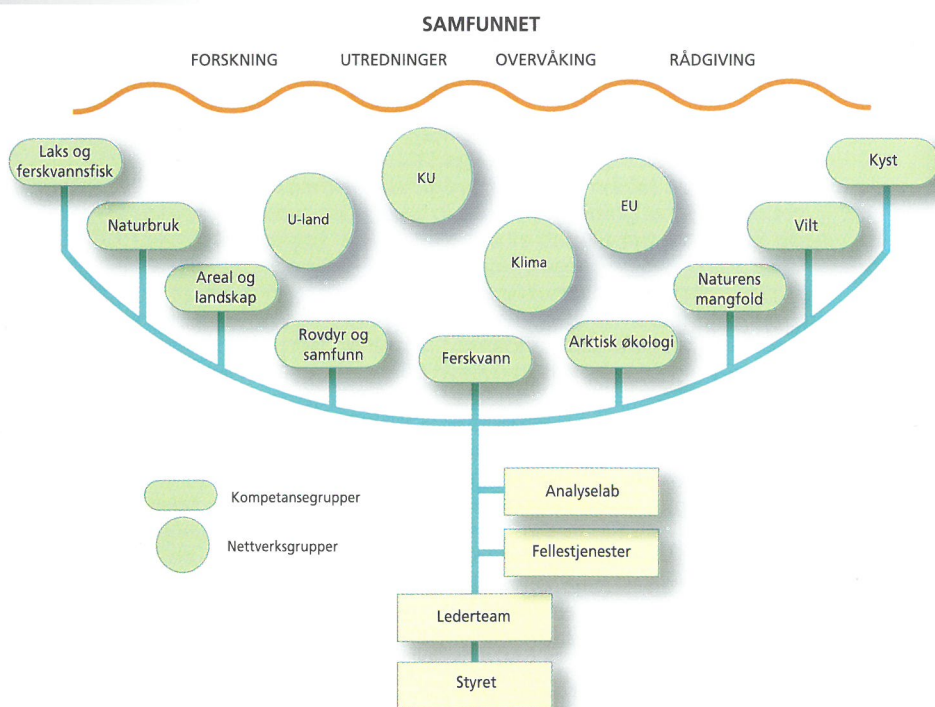 SAMFUNNET
FORSKNING UTREDNINGER OVERVÅKING RÅDGIVING
Laks og
ferskvannsfisk
Naturbruk
Areal og
landskap
Rovdyr og
samfunn
U-land
KU
Klima
EU
Ferskvann
Arktisk økologi
Naturens
mangfold
Vilt
Kyst
Kompetansegrupper
Nettverksgrupper
Analyselab
Fellestjenester
Lederteam
Styret